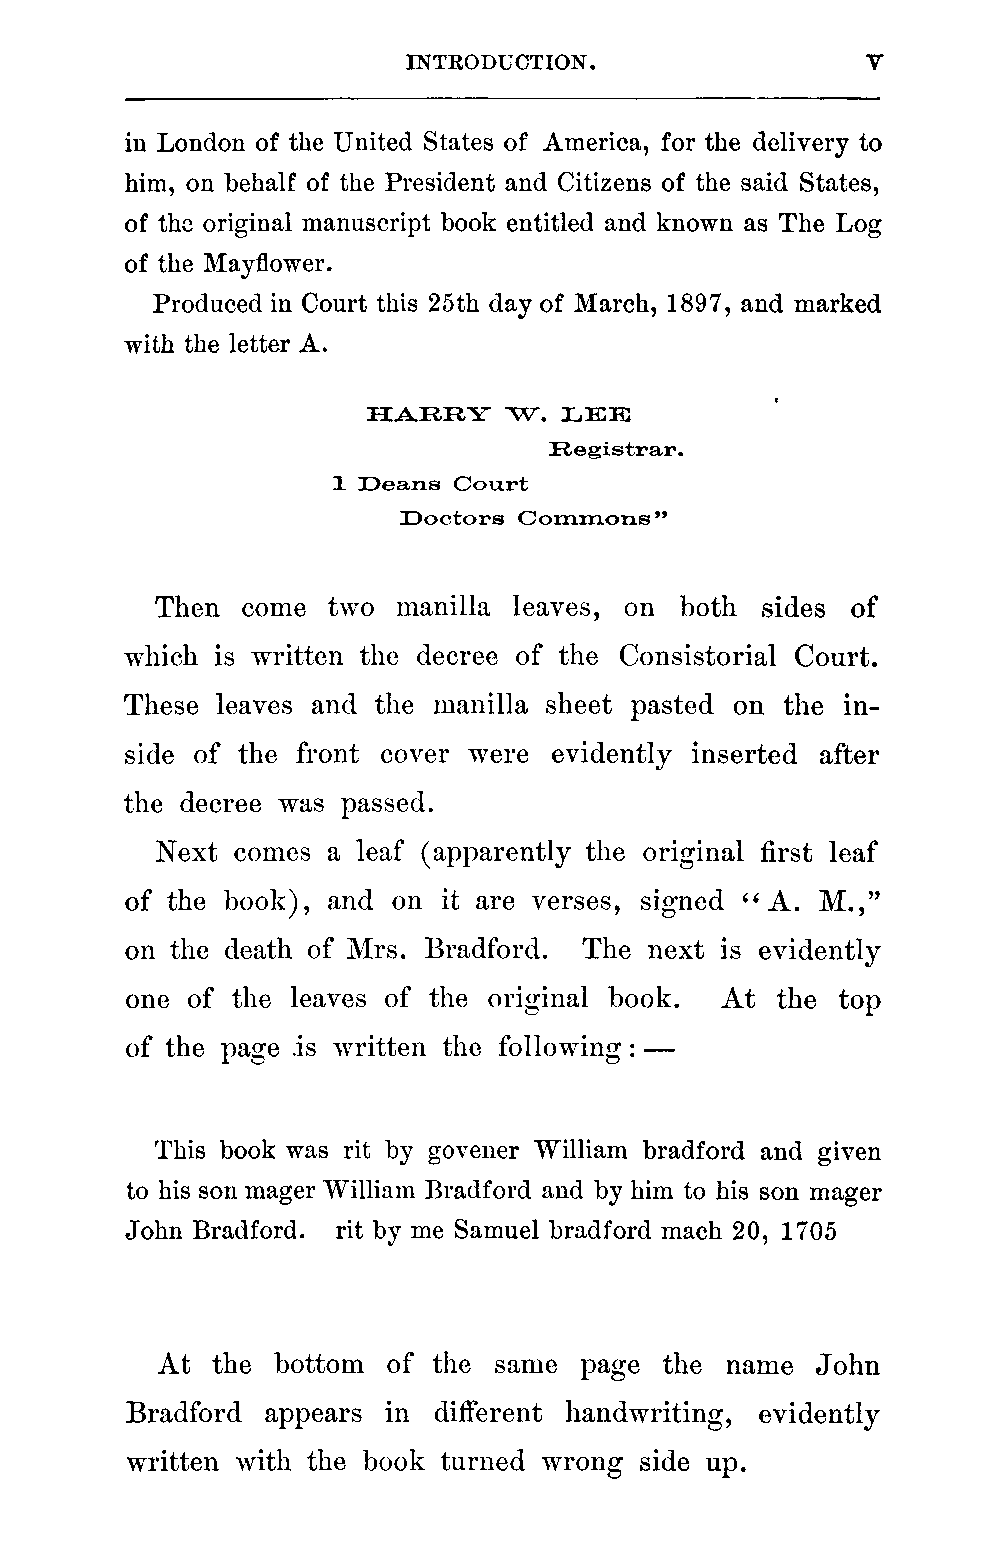 INTRODUCTION. V
in London of the United States of America, for the delivery to
him, on behalf of the President and Citizens of the said States,
of the original manuscript book entitled and known as The Log
of the Mayflower.
Produced in Court this 25th day of March, 1897, and marked
with the letter A.
HARRY W. LEE
Registrar.
1 Deans Court
Doctors Commons”
Then come two manilla leaves, on both sides of
which is written the decree of the Consistorial Court.
These leaves and the manilla sheet pasted on the in-
side of the front cover were evidently inserted after
the decree was passed.
Next comes a leaf (apparently the original first leaf
of the book), and on it are verses, signed “A. M.,”
on the death of Mrs. Bradford. The next is evidently
one of the leaves of the original book. At the top
of the page is written the following: —
This book was rit by govener William bradford and given
to his son mager William Bradford and by him to his son mager
John Bradford. rit by me Samuel bradford mach 20, 1705
At the bottom of the same page the name John
Bradford appears in different handwriting, evidently
written with the book turned wrong side up.